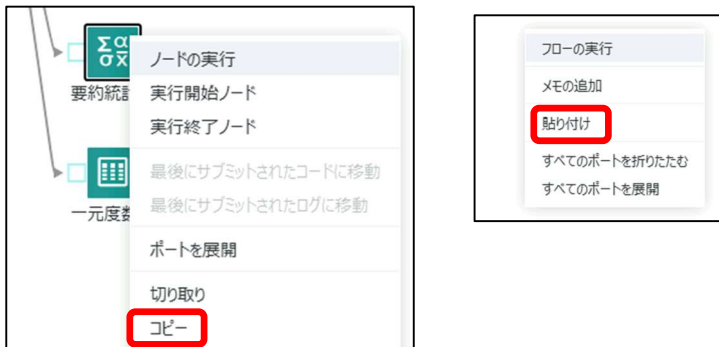 Σα
σx̄
要約統計
ノードの実行
実行開始ノード
実行終了ノード
最後にサブミットされたコードに移動
最後にサブミットされたログに移動
一元度数
ポートを展開
切り取り
コピー
フローの実行
メモの追加
貼り付け
すべてのポートを折りたたむ
すべてのポートを展開